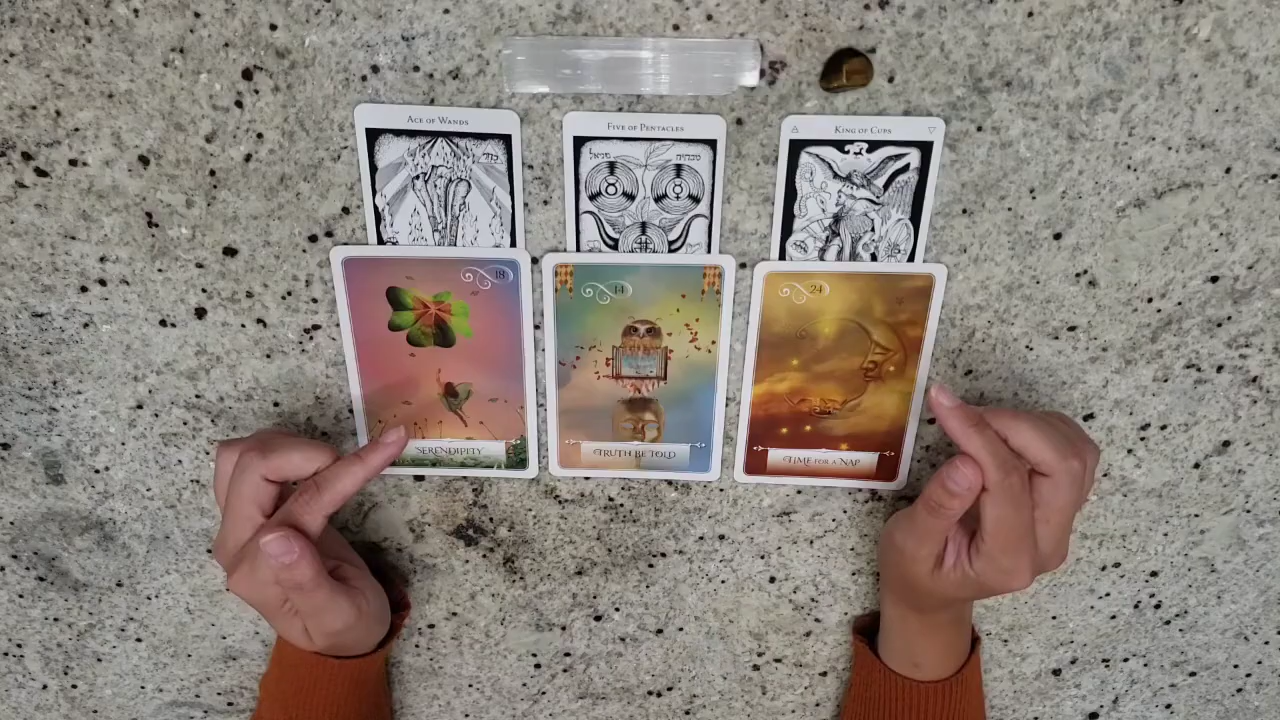 ACE OF WANDS
FIVE OF PENTACLES
KING OF CUPS
18
SERENDIPITY
14
TRUTH BE TOLD
24
TIME FOR A NAP